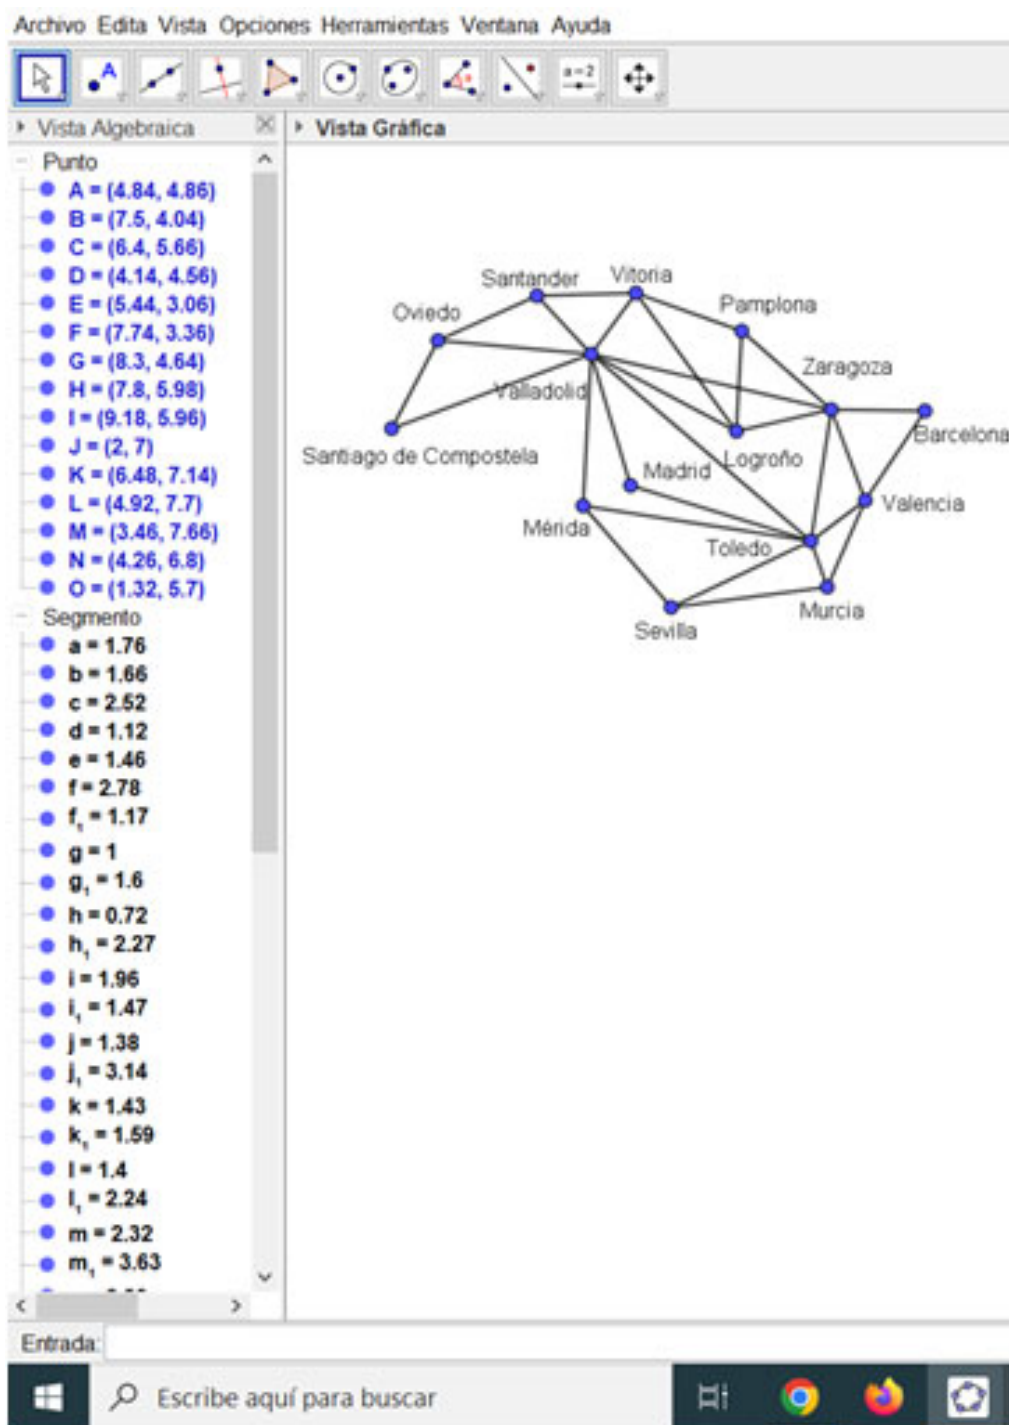 Archivo Edita Vista Opciones Herramientas Ventana Ayuda
A
a=2
Vista Algebraica
Vista Gráfica
Punto
A = (4.84, 4.86)
B = (7.5, 4.04)
C = (6.4, 5.66)
D = (4.14, 4.56)
E = (5.44, 3.06)
F = (7.74, 3.36)
G = (8.3, 4.64)
H = (7.8, 5.98)
I = (9.18, 5.96)
J = (2, 7)
K = (6.48, 7.14)
L = (4.92, 7.7)
M = (3.46, 7.66)
N = (4.26, 6.8)
O = (1.32, 5.7)
Segmento
a = 1.76
b = 1.66
c = 2.52
d = 1.12
e = 1.46
f = 2.78
f₁ = 1.17
g = 1
g₁ = 1.6
h = 0.72
h₁ = 2.27
i = 1.96
i₁ = 1.47
j = 1.38
j₁ = 3.14
k = 1.43
k₁ = 1.59
l = 1.4
l₁ = 2.24
m = 2.32
m₁ = 3.63
Santander
Vitoria
Oviedo
Pamplona
Zaragoza
Valladolid
Barcelona
Santiago de Compostela
Madrid
Logroño
Valencia
Mérida
Toledo
Murcia
Sevilla
Entrada:
Escribe aquí para buscar